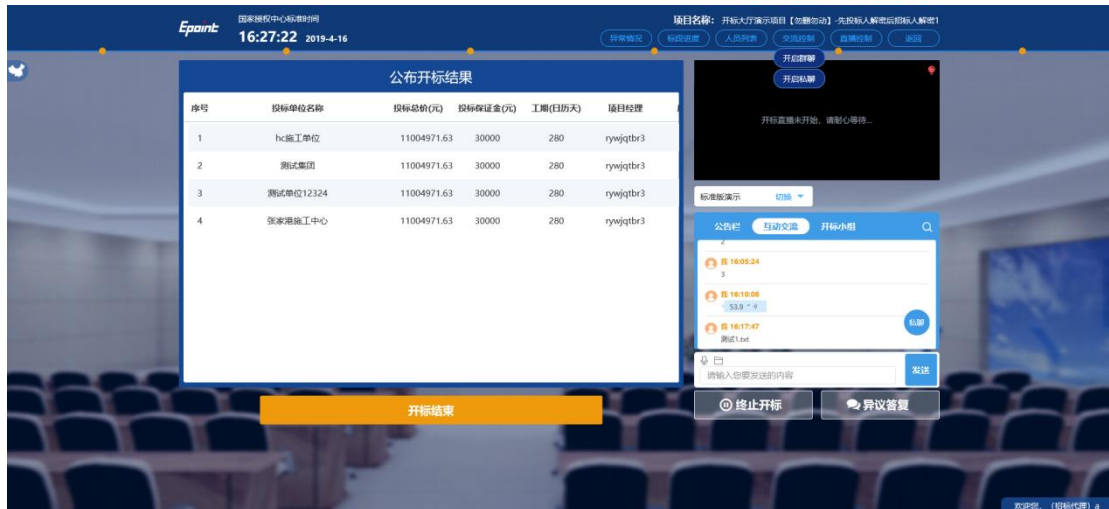 Epoint
国家授权中心标准时间
16:27:22 2019-4-16
项目名称: 开标大厅演示项目【勿删勿动】-先投标人解密后招标人解密1
异常情况 标段进度 人员列表 交流控制 直播控制 返回
开启群聊
开启私聊
公布开标结果
序号 投标单位名称 投标总价(元) 投标保证金(元) 工期(日历天) 项目经理
1 hc施工单位 11004971.63 30000 280 rywjqtbr3
2 测试集团 11004971.63 30000 280 rywjqtbr3
3 测试单位12324 11004971.63 30000 280 rywjqtbr3
4 张家港施工中心 11004971.63 30000 280 rywjqtbr3
开标直播未开始，请耐心等待...
标准版演示 切换
公告栏 互动交流 开标小组
2
我 16:05:24
3
我 16:10:06
53.9 "
我 16:17:47
测试1.txt
私聊
请输入您要发送的内容
发送
开标结束
终止开标 异议答复
欢迎您，（招标代理）a